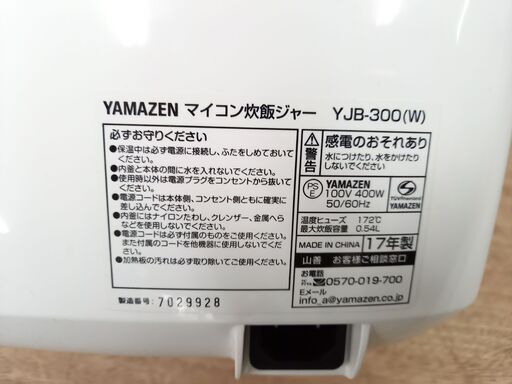 YAMAZEN マイコン炊飯ジャー YJB-300(W)
必ずお守りください
●保温中は必ず電源に接続し、ふたをしめておいて
ください。
●内釜と本体の間に水を入れないでください。
●使用時以外は電源プラグをコンセントから抜いて
ください。
●電源コードは本体側、コンセント側ともに確実に
差し込んでください。
●内釜にはナイロンたわし、クレンザー、金属へら
などを使用しないでください。
●電源コードは必ず付属のものをご使用ください。
また付属のコードを他機器に使用しないでくだ
さい。
●加熱板の汚れは必ず取り除いてご使用ください。
製造番号: 7029928
警告
感電のおそれあり
水につけたり、水をかけたり
しないでください。
PS
E
YAMAZEN
100V 400W
50/60Hz
TÜVRheinland
YAMAZEN
温度ヒューズ 172℃
最大炊飯容量 0.54L
MADE IN CHINA 17年製
山善 お客様ご相談窓口
お電話
0570-019-700
Eメール
info_a@yamazen.co.jp